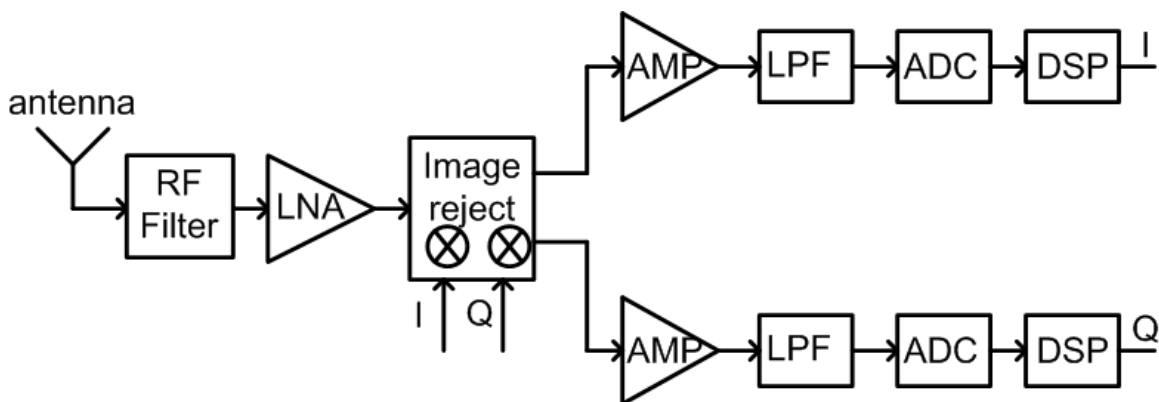 antenna
RF
Filter
LNA
Image
reject
I
Q
AMP
LPF
ADC
DSP
I
AMP
LPF
ADC
DSP
Q